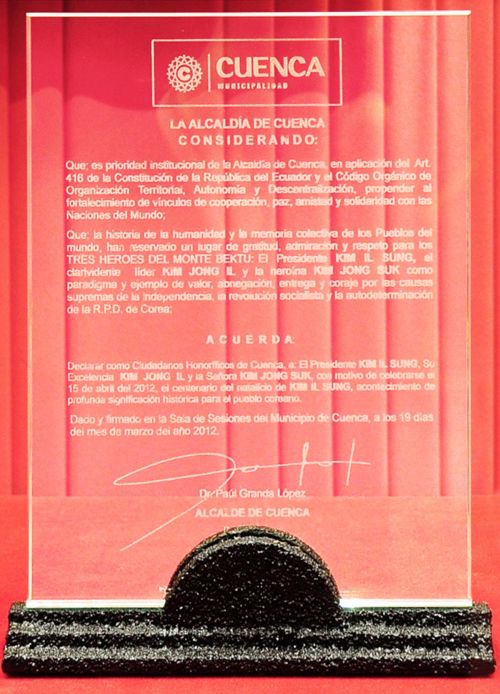 C
CUENCA
MUNICIPALIDAD
LA ALCALDÍA DE CUENCA
CONSIDERANDO:
Que; es prioridad institucional de la Alcaldía de Cuenca, en aplicación del Art.
416 de la Constitución de la República del Ecuador y el Código Orgánico de
Organización Territorial, Autonomía y Descentralización, propender al
fortalecimiento de vínculos de cooperación, paz, amistad y solidaridad con las
Naciones del Mundo;
Que; la historia de la humanidad y la memoria colectiva de los Pueblos del
mundo, han reservado un lugar de gratitud, admiración y respeto para los
TRES HEROES DEL MONTE BEKTU: El Presidente KIM IL SUNG, el
clarividente líder KIM JONG IL y la heroína KIM JONG SUK como
paradigma y ejemplo de valor, abnegación, entrega y coraje por las causas
supremas de la Independencia, la revolución socialista y la autodeterminación
de la R.P.D. de Corea;
ACUERDA
Declarar como Ciudadanos Honoríficos de Cuenca, a: El Presidente KIM IL SUNG, Su
Excelencia KIM JONG IL y la Señora KIM JONG SUK, con motivo de celebrarse el
15 de abril del 2012, el centenario del natalicio de KIM IL SUNG, acontecimiento de
profunda significación histórica para el pueblo coreano.
Dado y firmado en la Sala de Sesiones del Municipio de Cuenca, a los 19 días
del mes de marzo del año 2012.
Dr. Paúl Granda López
ALCALDE DE CUENCA